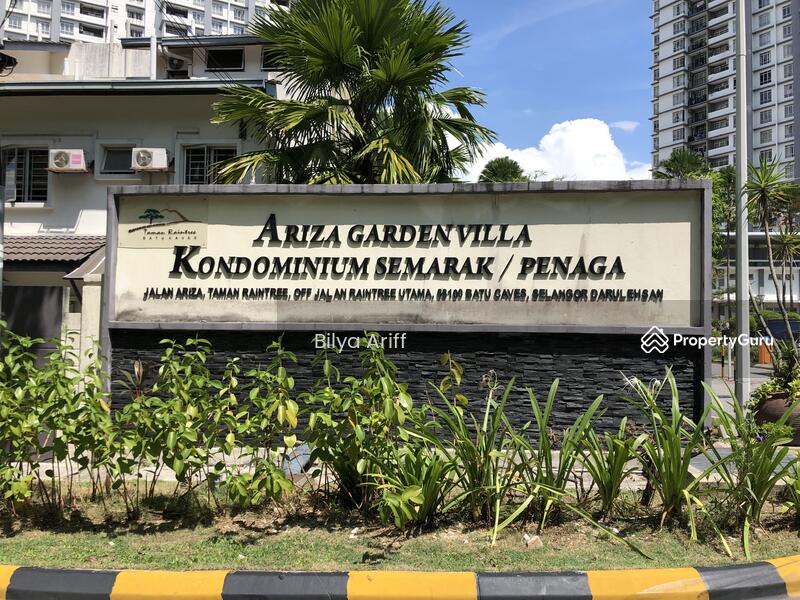 Taman Raintree
BATU CAVES
ARIZA GARDEN VILLA
KONDOMINIUM SEMARAK / PENAGA
JALAN ARIZA, TAMAN RAINTREE, OFF JALAN RAINTREE UTAMA, 68100 BATU CAVES, SELANGOR DARUL EHSAN
Bilya Ariff
PropertyGuru